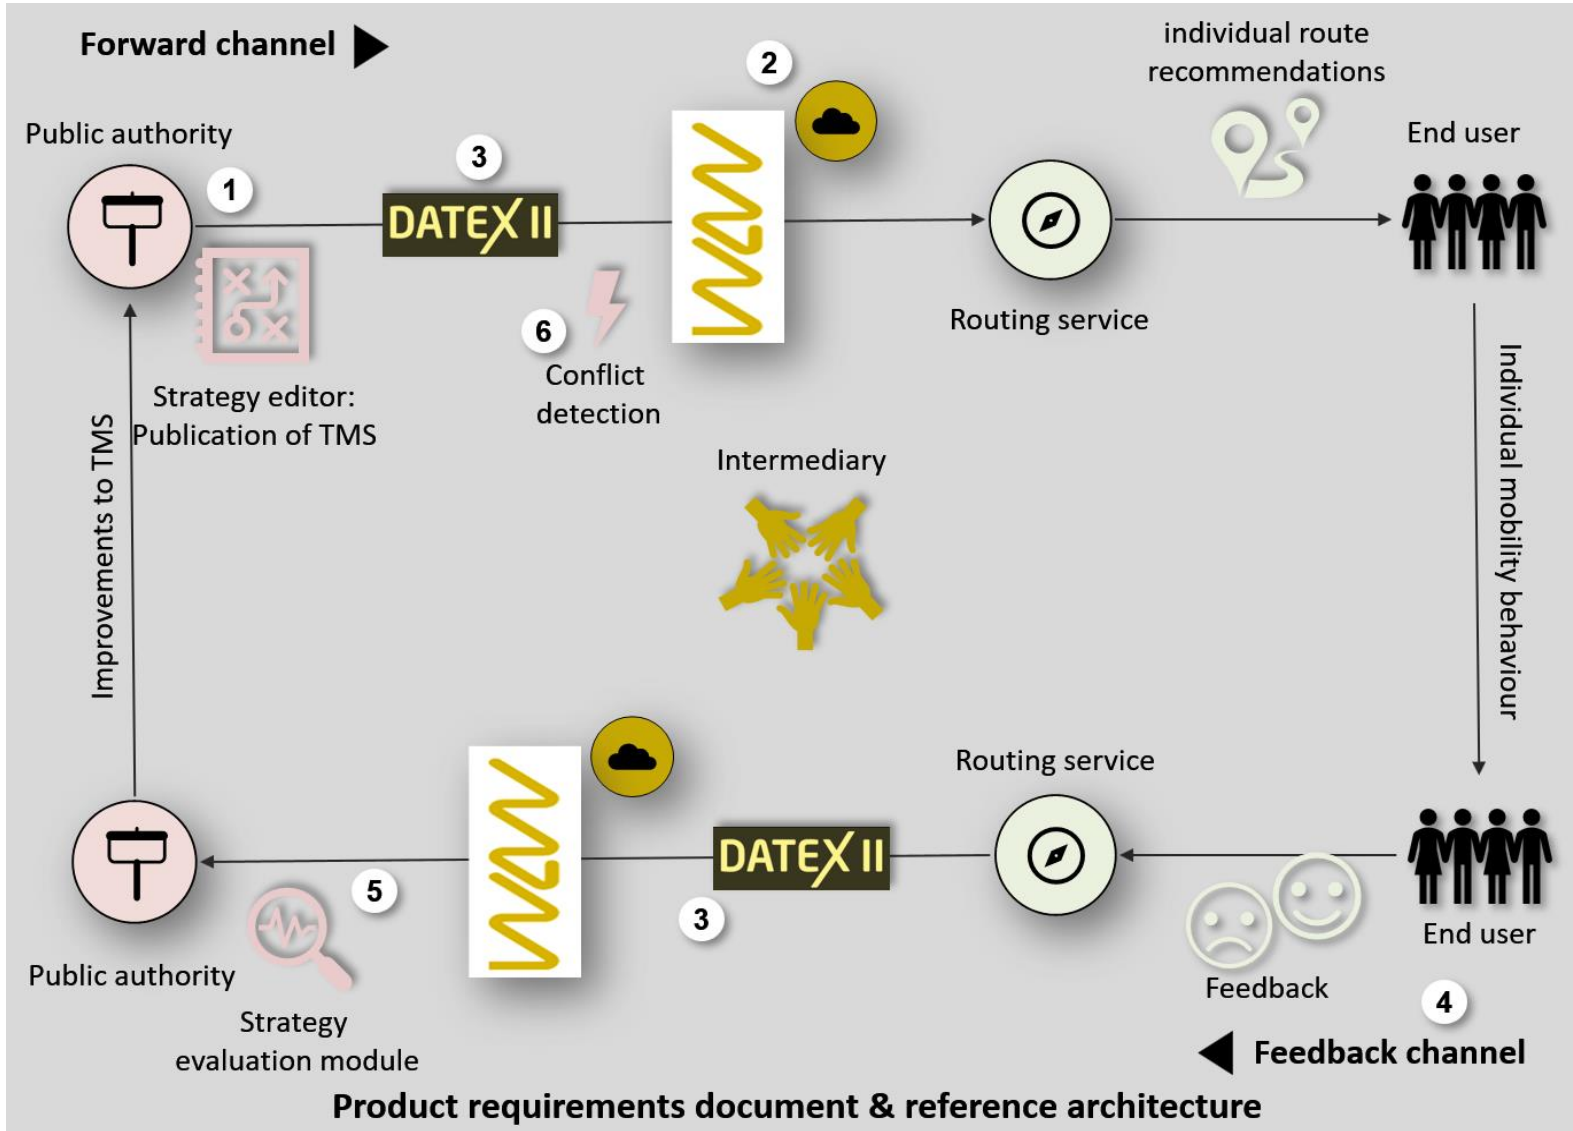 Forward channel
individual route
recommendations
2
Public authority
End user
3
1
DATEX II
Routing service
6
Conflict
detection
Strategy editor:
Publication of TMS
Intermediary
Improvements to TMS
Individual mobility behaviour
Routing service
DATEX II
5
3
End user
Public authority
Feedback
4
Strategy
evaluation module
Feedback channel
Product requirements document & reference architecture